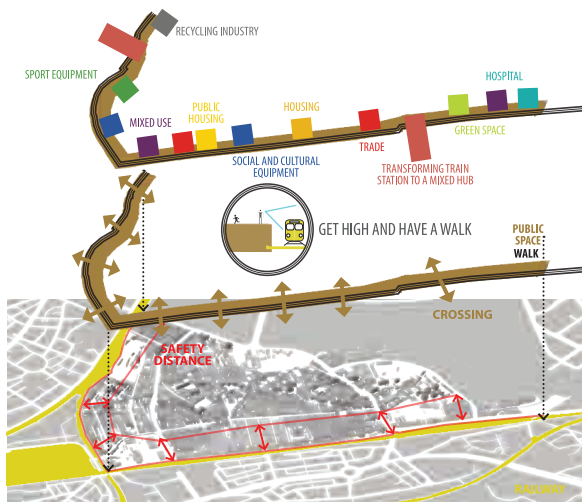 RECYCLING INDUSTRY
SPORT EQUIPMENT
HOSPITAL
PUBLIC
HOUSING
HOUSING
MIXED USE
GREEN SPACE
TRADE
SOCIAL AND CULTURAL
EQUIPMENT
TRANSFORMING TRAIN
STATION TO A MIXED HUB
GET HIGH AND HAVE A WALK
PUBLIC
SPACE
WALK
CROSSING
SAFETY
DISTANCE
RAILWAY